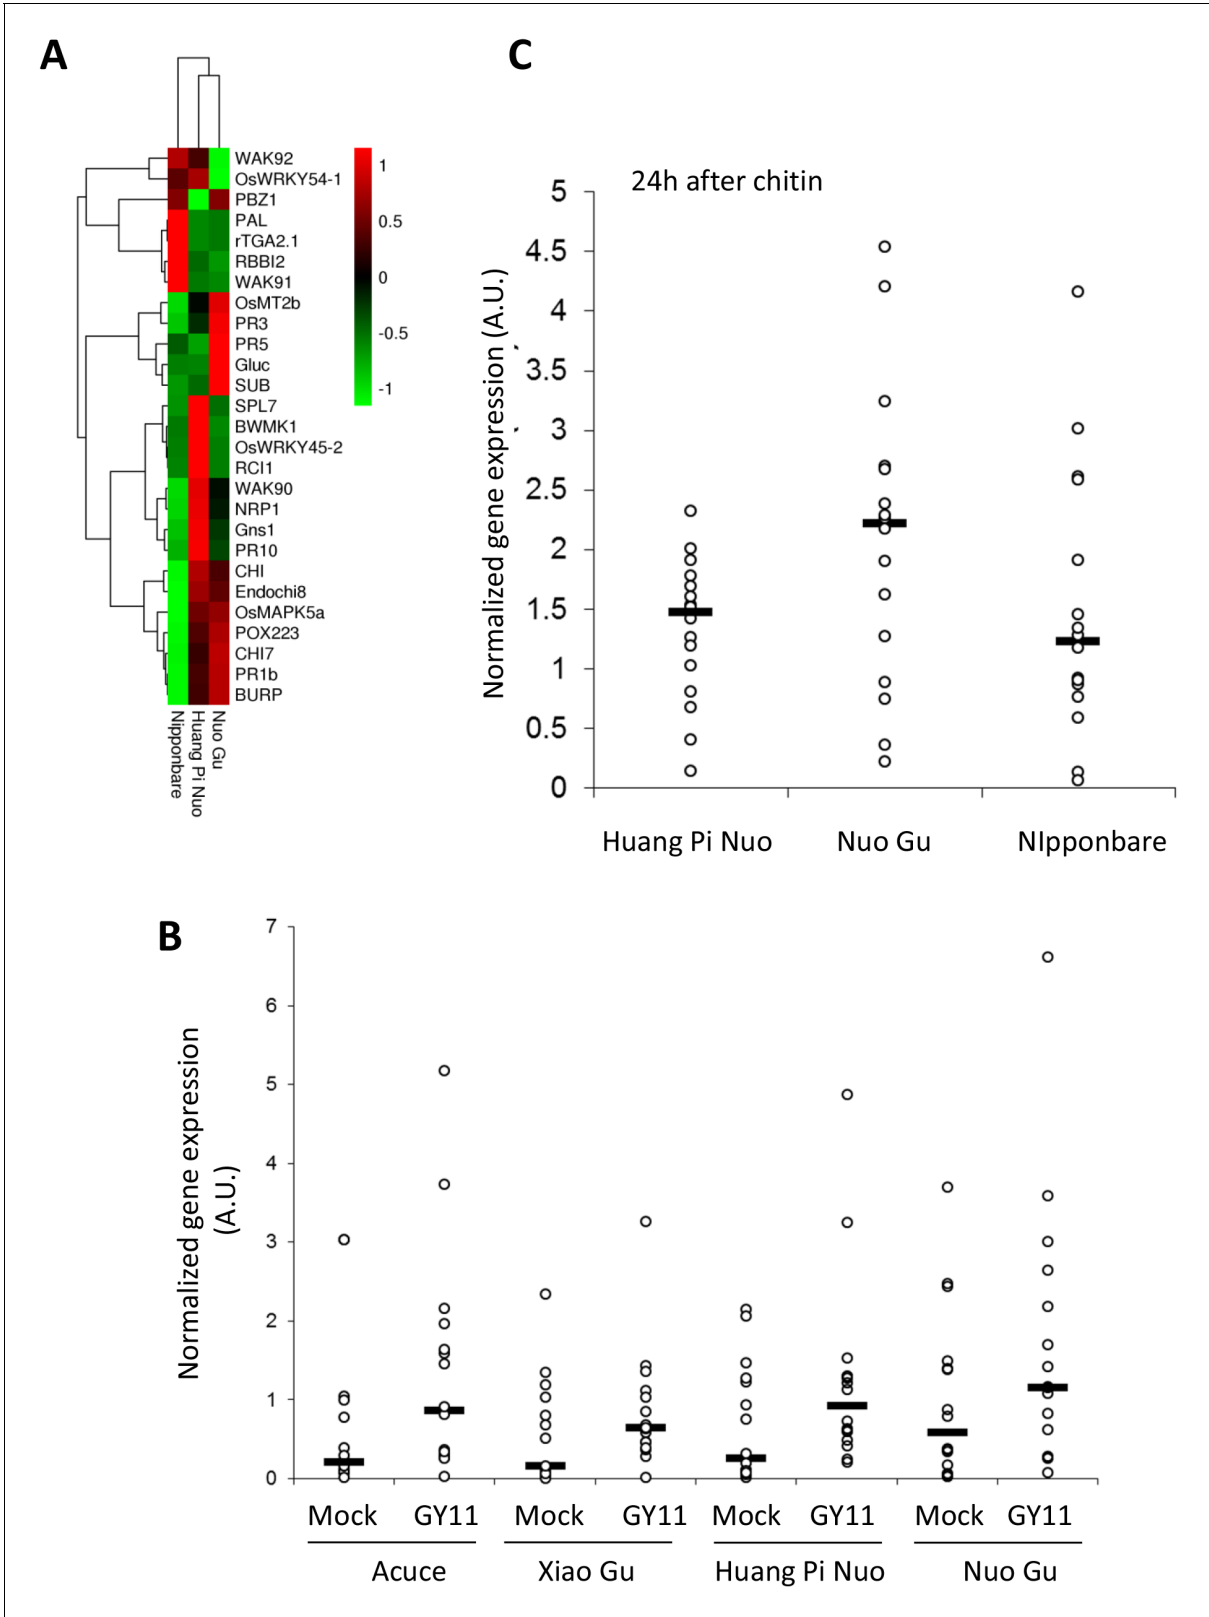 A
WAK92
OsWRKY54-1
PBZ1
PAL
rTGA2.1
RBBI2
WAK91
OsMT2b
PR3
PR5
Gluc
SUB
SPL7
BWMK1
OsWRKY45-2
RCI1
WAK90
NRP1
Gns1
PR10
CHI
Endochi8
OsMAPK5a
POX223
CHI7
PR1b
BURP
1
0.5
0
-0.5
-1
Nipponbare
Huang Pi Nuo
Nuo Gu
C
24h after chitin
Normalized gene expression (A.U.)
5
4.5
4
3.5
3
2.5
2
1.5
1
0.5
0
Huang Pi Nuo Nuo Gu NIpponbare
B
Normalized gene expression
(A.U.)
7
6
5
4
3
2
1
0
Mock GY11 Mock GY11 Mock GY11 Mock GY11
Acuce Xiao Gu Huang Pi Nuo Nuo Gu